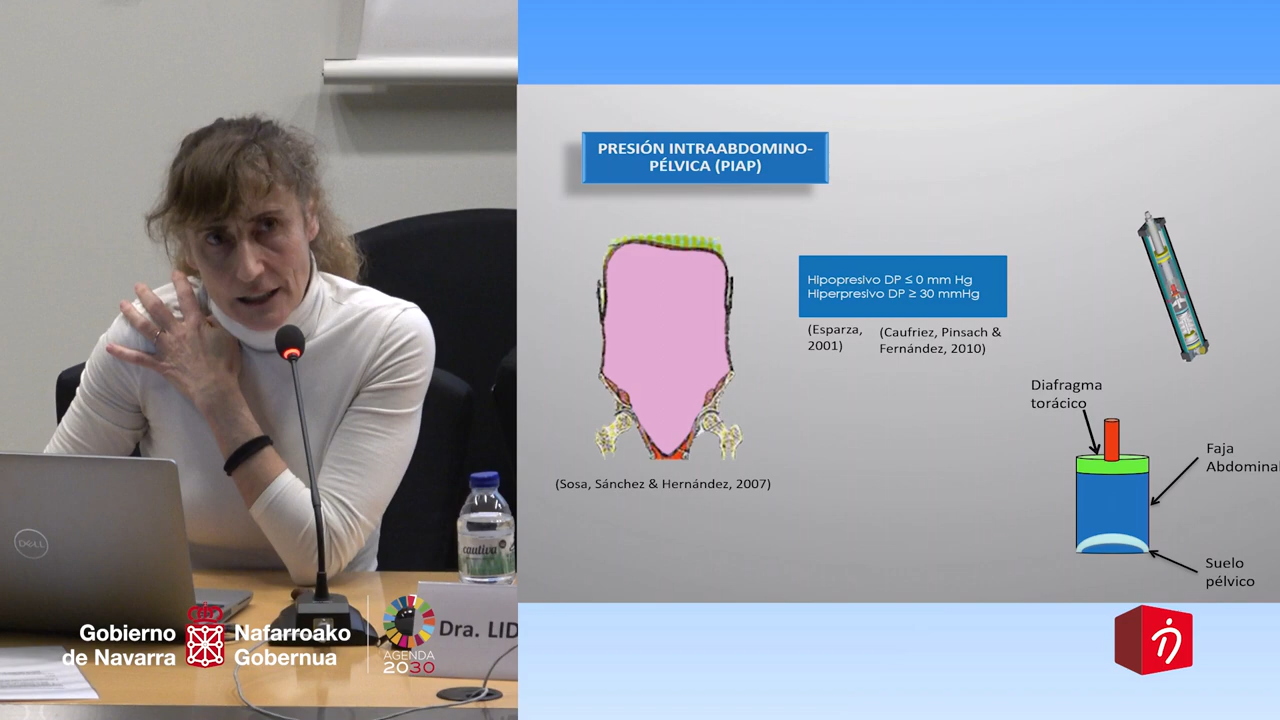 PRESIÓN INTRAABDOMINO-
PÉLVICA (PIAP)
Hipopresivo DP ≤ 0 mm Hg
Hiperpresivo DP ≥ 30 mmHg
(Esparza,
2001)
(Caufriez, Pinsach &
Fernández, 2010)
(Sosa, Sánchez & Hernández, 2007)
Diafragma
torácico
Faja
Abdominal
Suelo
pélvico
DELL
cautiva
Dra. LID
Gobierno
de Navarra
Nafarroako
Gobernua
AGENDA
2030